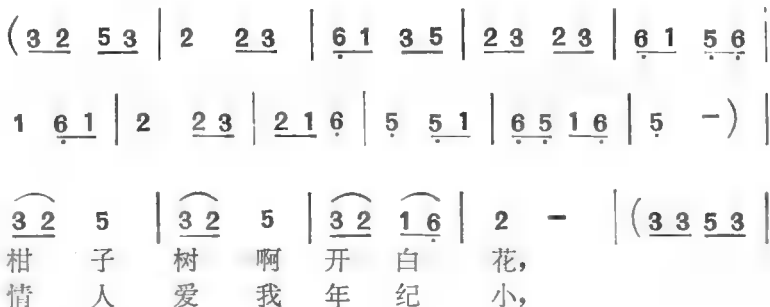 (3 2 5 3 | 2 2 3 | 6̣ 1 3 5 | 2 3 2 3 | 6̣ 1 5̣ 6̣ |
1 6̣ 1 | 2 2 3 | 2 1 6̣ | 5̣ 5̣ 1 | 6̣ 5̣ 1 6̣ | 5̣ -) |
3 2 5 | 3 2 5 | 3 2 1 6̣ | 2 - | (3 3 5 3 |
柑 子 树 啊 开 白 花,
情 人 爱 我 年 纪 小,